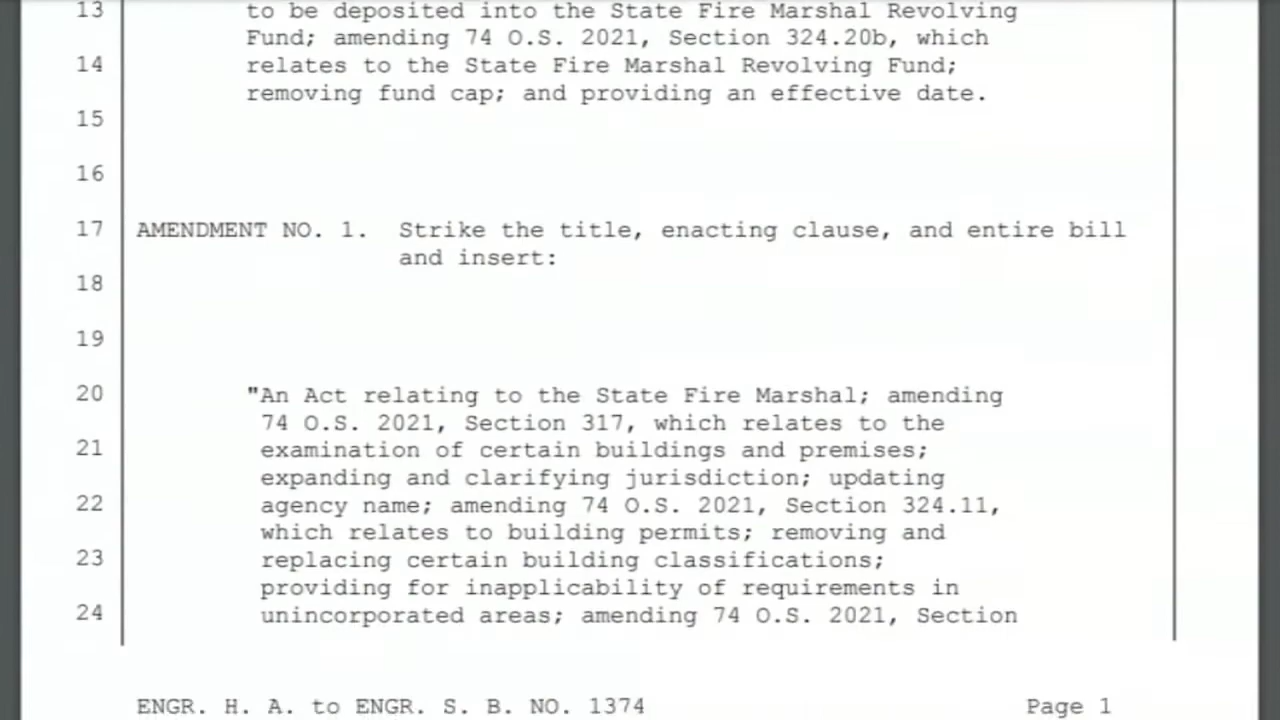 13 to be deposited into the State Fire Marshal Revolving
Fund; amending 74 O.S. 2021, Section 324.20b, which
14 relates to the State Fire Marshal Revolving Fund;
removing fund cap; and providing an effective date.
15
16
17 AMENDMENT NO. 1. Strike the title, enacting clause, and entire bill
and insert:
18
19
20 "An Act relating to the State Fire Marshal; amending
74 O.S. 2021, Section 317, which relates to the
21 examination of certain buildings and premises;
expanding and clarifying jurisdiction; updating
22 agency name; amending 74 O.S. 2021, Section 324.11,
which relates to building permits; removing and
23 replacing certain building classifications;
providing for inapplicability of requirements in
24 unincorporated areas; amending 74 O.S. 2021, Section
ENGR. H. A. to ENGR. S. B. NO. 1374 Page 1